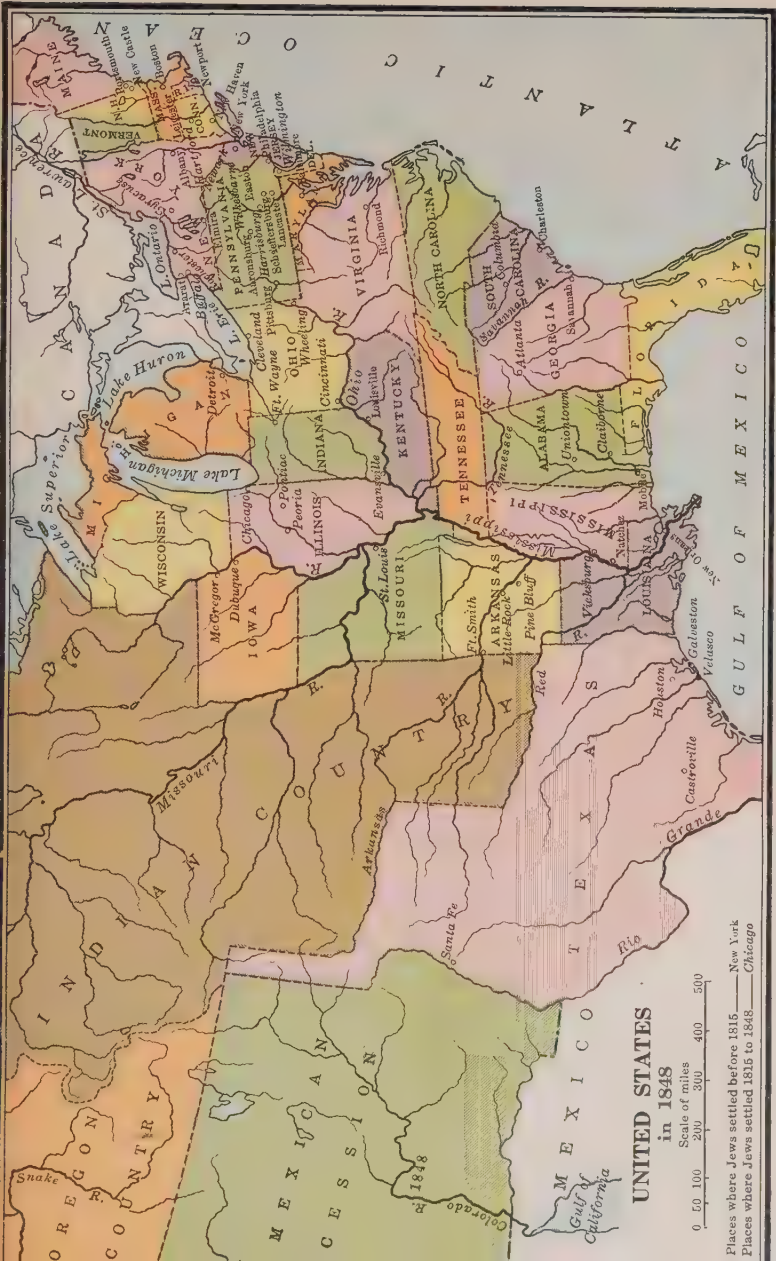 UNITED STATES
in 1848
Scale of miles
0 50 100 200 300 400 500
Places where Jews settled before 1815 New York
Places where Jews settled 1815 to 1848 Chicago
ATLANTIC OCEAN
GULF OF MEXICO
CANADA
MEXICO
Gulf of
California
OREGON
COUNTRY
Snake
R.
INDIAN COUNTRY
MEXICAN
CESSION
1848
Colorado
R.
Missouri
R.
Arkansas
R.
Santa Fe
Rio Grande
TEXAS
Red
R.
Castroville
Houston
Galveston
Velasco
Lake Superior
Lake Michigan
Lake Huron
L. Erie
L. Ontario
St. Lawrence
MAINE
N.H.
VERMONT
MASS.
CONN.
Portsmouth
New Castle
Boston
Leicester
Newport
Haven
New York
Hartford
Albany
Syracuse
Elmira
Philadelphia
JERSEY
Wilmington
DEL.
PENNSYLVANIA
Wilkesbarre
Easton
Aaronsburg
Harrisburg
Schaefferstown
Lancaster
Pittsburg
Ararat
Buffalo
VIRGINIA
Richmond
NORTH CAROLINA
SOUTH
CAROLINA
Columbia
Charleston
Savannah R.
GEORGIA
Atlanta
Savannah
FLORIDA
ALABAMA
Uniontown
Claiborne
Mobile
TENNESSEE
Tennessee
R.
KENTUCKY
Louisville
Ohio
R.
OHIO
Cleveland
Wheeling
Cincinnati
Ft. Wayne
INDIANA
Evansville
Detroit
WISCONSIN
Chicago
Pontiac
Peoria
ILLINOIS
R.
IOWA
McGregor
Dubuque
MISSOURI
St. Louis
ARKANSAS
Ft. Smith
Little-Rock
Pine Bluff
Mississippi
MISSISSIPPI
Natchez
Vicksburg
LOUISIANA
New Orleans